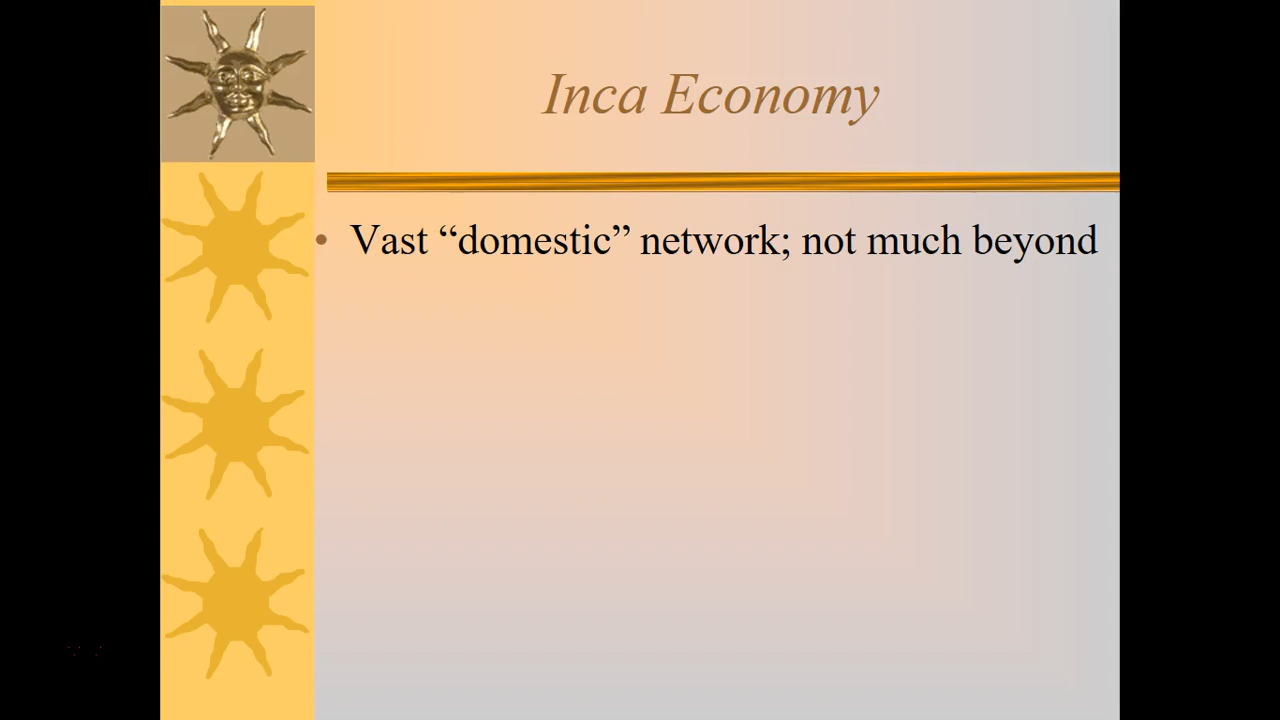 Inca Economy
• Vast “domestic” network; not much beyond